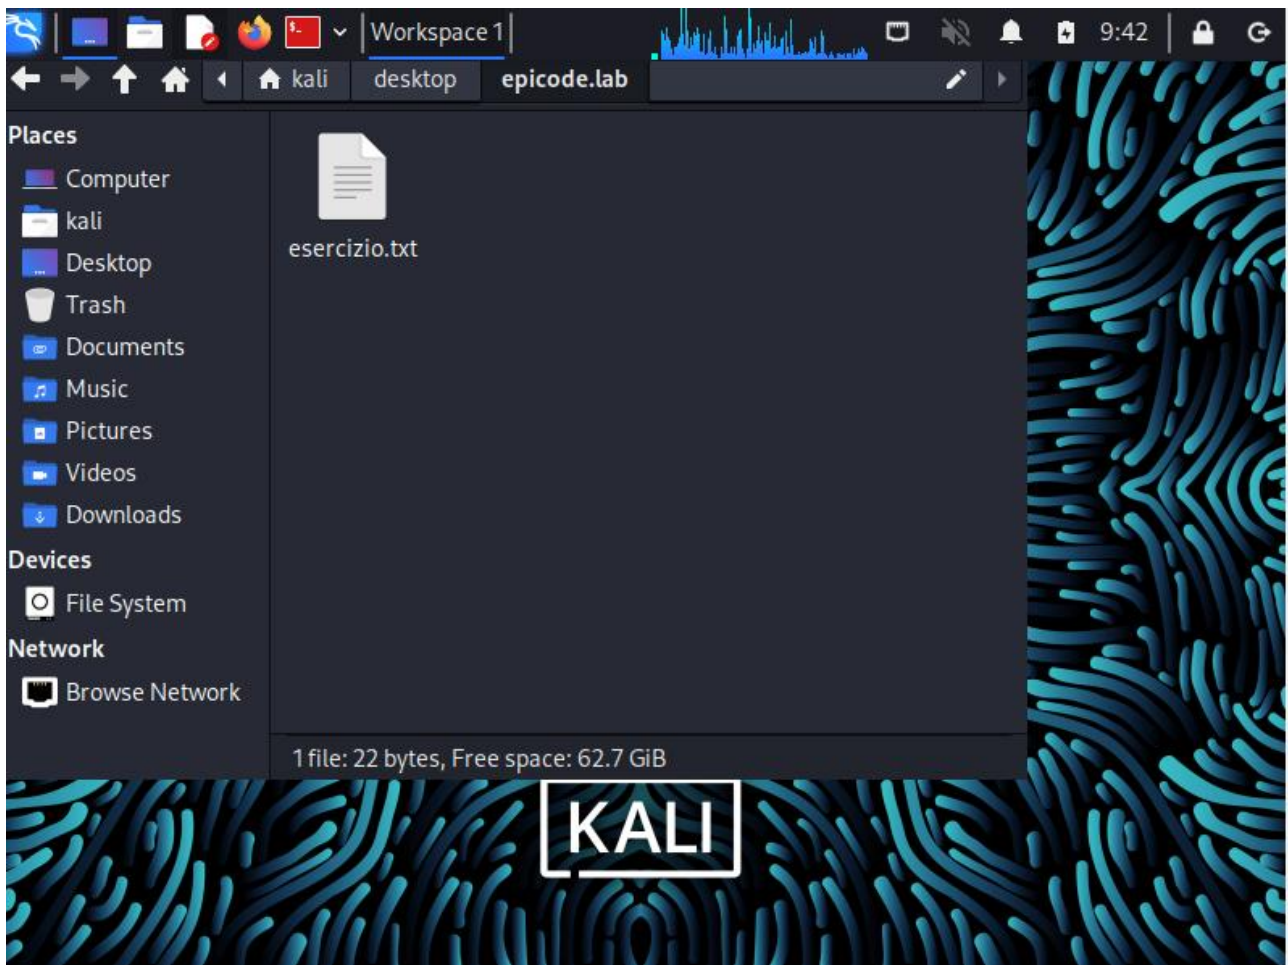 Workspace 1 9:42
kali desktop epicode.lab
Places
Computer
kali
Desktop
Trash
Documents
Music
Pictures
Videos
Downloads
Devices
File System
Network
Browse Network
esercizio.txt
1 file: 22 bytes, Free space: 62.7 GiB
KALI